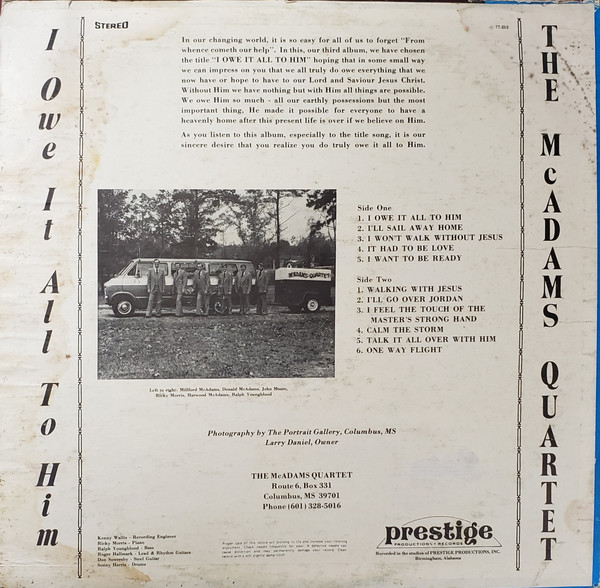 I Owe It All To Him
STEREO
In our changing world, it is so easy for all of us to forget "From
whence cometh our help". In this, our third album, we have chosen
the title "I OWE IT ALL TO HIM" hoping that in some small way
we can impress on you that we all truly do owe everything that we
now have or hope to have to our Lord and Saviour Jesus Christ.
Without Him we have nothing but with Him all things are possible.
We owe Him so much - all our earthly possessions but the most
important thing, He made it possible for everyone to have a
heavenly home after this present life is over if we believe on Him.
As you listen to this album, especially to the title song, it is our
sincere desire that you realize you do truly owe it all to Him.
THE McADAMS QUARTET
McADAMS QUARTET
Left to right: Millford McAdams, Donald McAdams, John Moore,
Ricky Morris, Harwood McAdams, Ralph Youngblood
Side One
1. I OWE IT ALL TO HIM
2. I'LL SAIL AWAY HOME
3. I WON'T WALK WITHOUT JESUS
4. IT HAD TO BE LOVE
5. I WANT TO BE READY
Side Two
1. WALKING WITH JESUS
2. I'LL GO OVER JORDAN
3. I FEEL THE TOUCH OF THE
MASTER'S STRONG HAND
4. CALM THE STORM
5. TALK IT ALL OVER WITH HIM
6. ONE WAY FLIGHT
Photography by The Portrait Gallery, Columbus, MS
Larry Daniel, Owner
THE McADAMS QUARTET
Route 6, Box 331
Columbus, MS 39701
Phone (601) 328-5016
Kenny Wallis - Recording Engineer
Ricky Morris - Piano
Ralph Youngblood - Bass
Roger Hallmark - Lead & Rhythm Guitars
Don - Steel Guitar
Sonny Harris - Drums
prestige
PRODUCTIONS RECORDS
Recorded in the studios of PRESTIGE PRODUCTIONS, INC.
Birmingham, Alabama